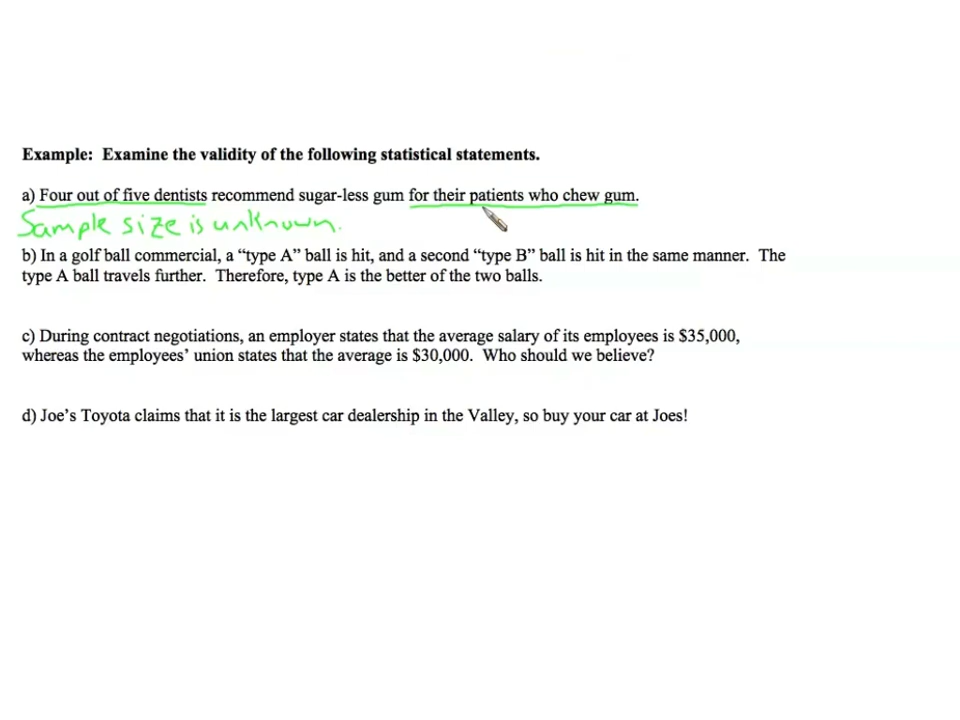 Example: Examine the validity of the following statistical statements.
a) Four out of five dentists recommend sugar-less gum for their patients who chew gum.
Sample size is unknown.
b) In a golf ball commercial, a “type A” ball is hit, and a second “type B” ball is hit in the same manner. The
type A ball travels further. Therefore, type A is the better of the two balls.
c) During contract negotiations, an employer states that the average salary of its employees is $35,000,
whereas the employees’ union states that the average is $30,000. Who should we believe?
d) Joe’s Toyota claims that it is the largest car dealership in the Valley, so buy your car at Joes!